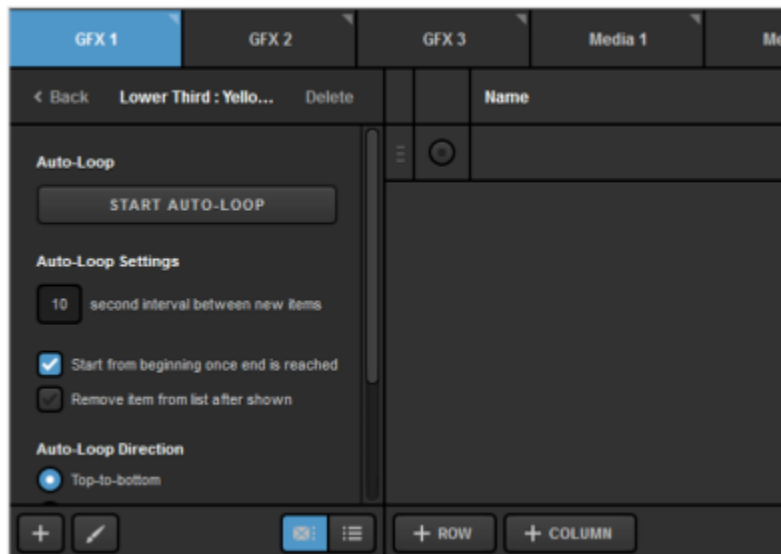 GFX 1 GFX 2 GFX 3 Media 1 Me
< Back Lower Third : Yello... Delete Name
Auto-Loop
START AUTO-LOOP
Auto-Loop Settings
10 second interval between new items
Start from beginning once end is reached
Remove item from list after shown
Auto-Loop Direction
Top-to-bottom
+ + ROW + COLUMN